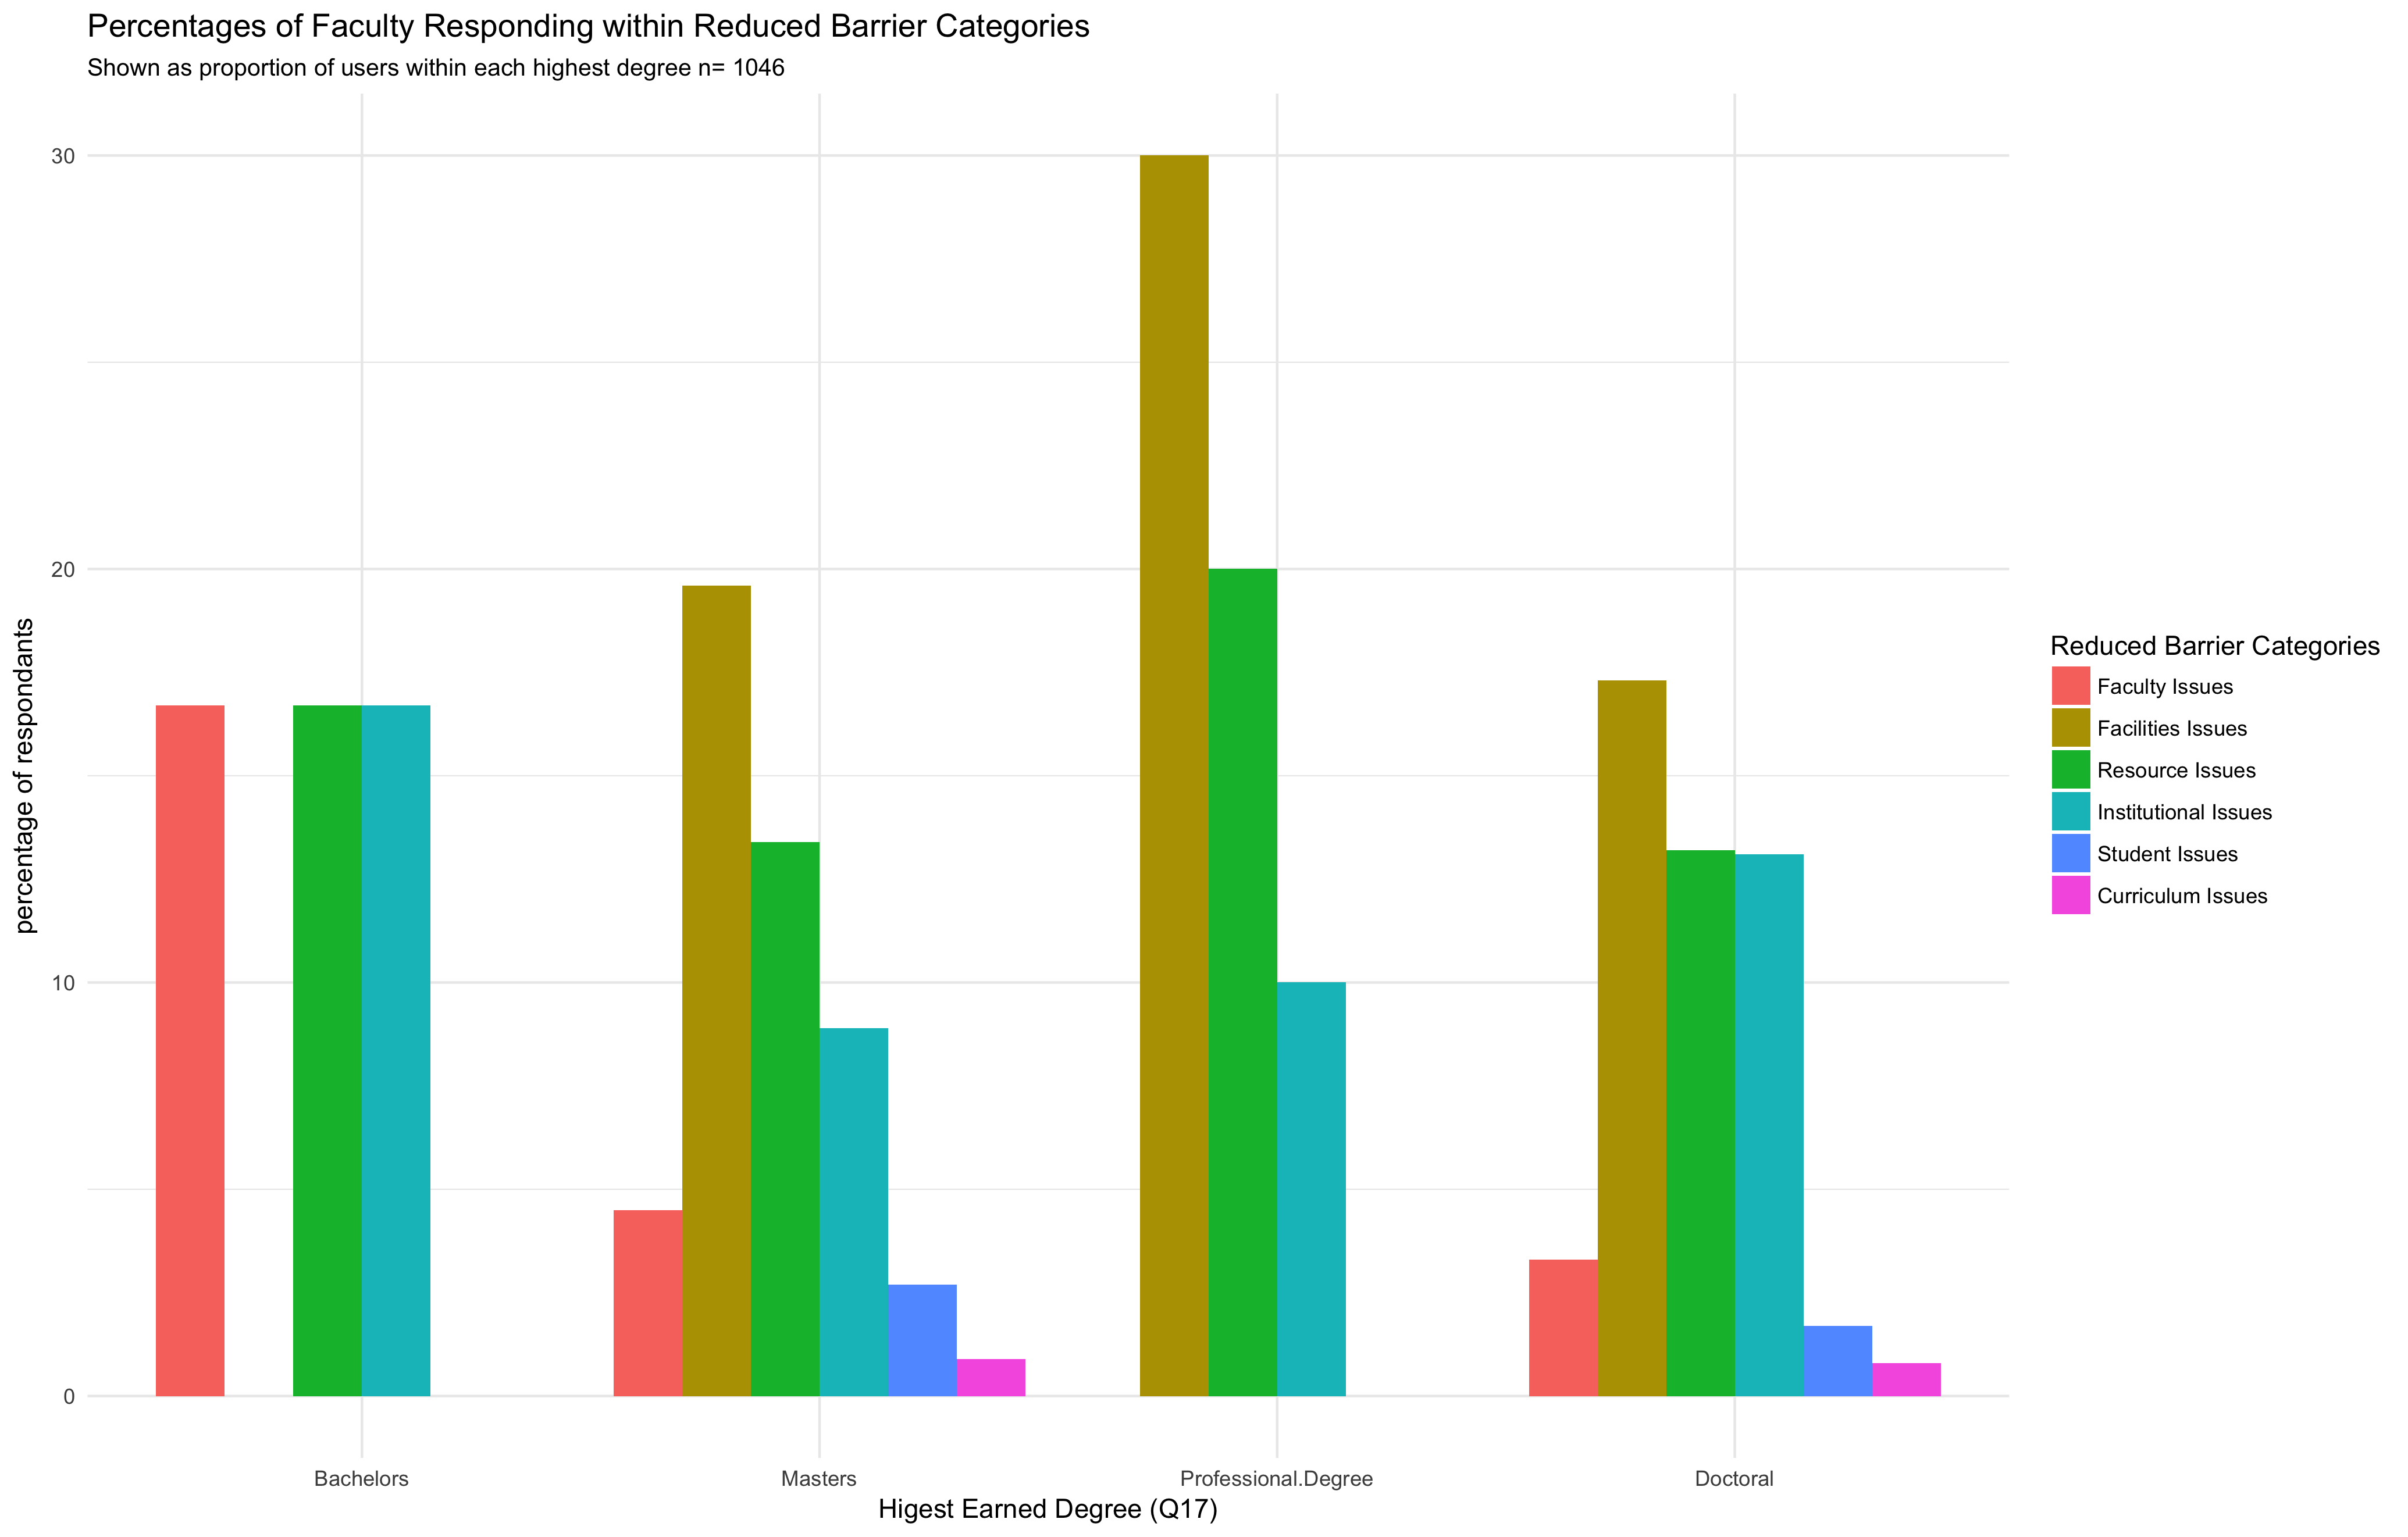 Percentages of Faculty Responding within Reduced Barrier Categories
Shown as proportion of users within each highest degree n= 1046
percentage of respondants
30
20
10
0
Bachelors
Masters
Professional.Degree
Doctoral
Higest Earned Degree (Q17)
Reduced Barrier Categories
Faculty Issues
Facilities Issues
Resource Issues
Institutional Issues
Student Issues
Curriculum Issues